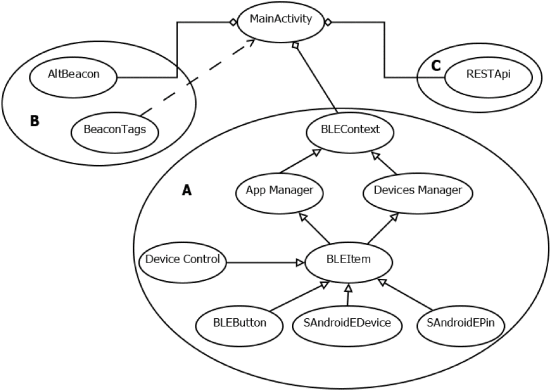 MainActivity
AltBeacon
C
RESTApi
B
BeaconTags
BLEContext
A
App Manager
Devices Manager
Device Control
BLEItem
BLEButton
SAndroidEDevice
SAndroidEPin